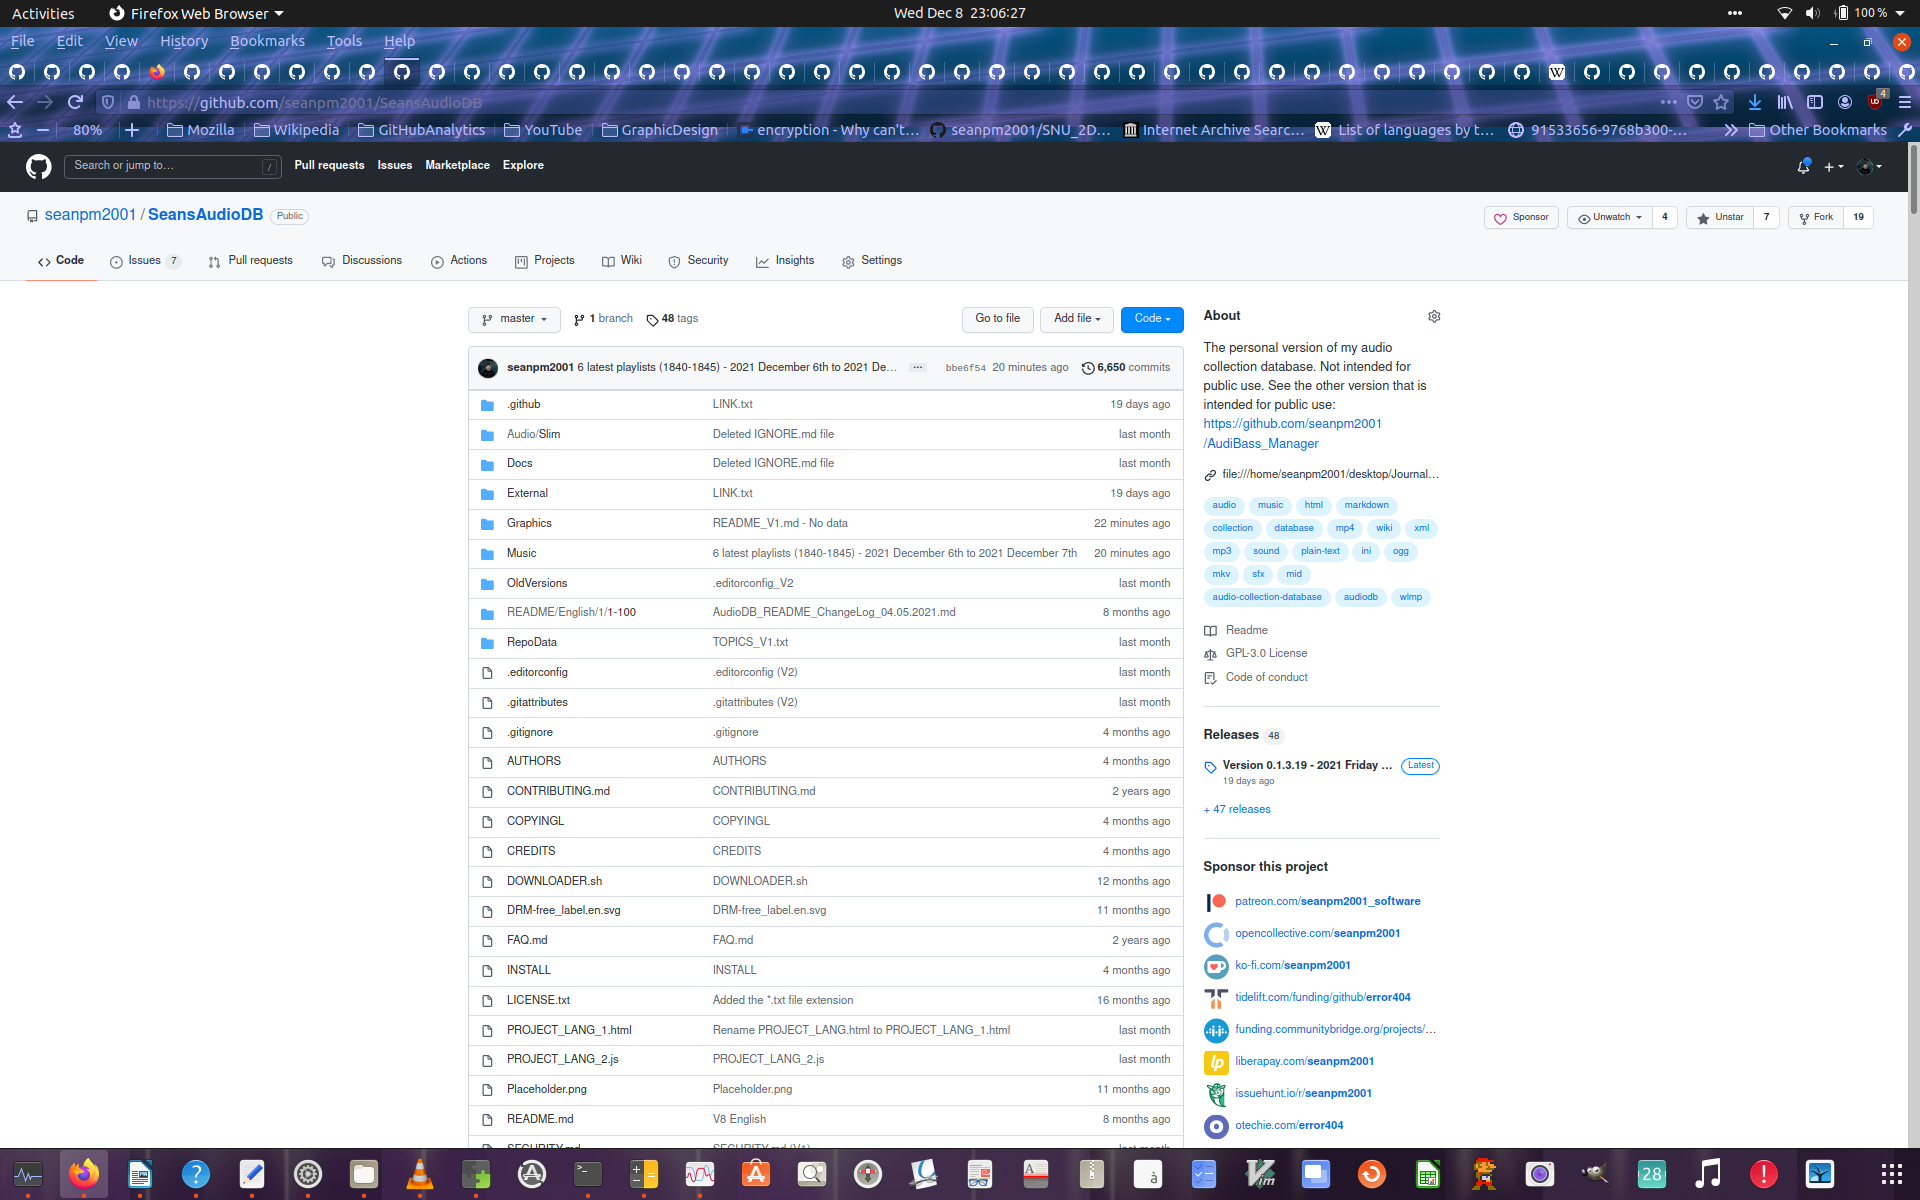 Activities Firefox Web Browser Wed Dec 8 23:06:27 100 %
File Edit View History Bookmarks Tools Help
https://github.com/seanpm2001/SeansAudioDB 4
80% Mozilla Wikipedia GitHubAnalytics YouTube GraphicDesign encryption - Why can't… seanpm2001/SNU_2D… Internet Archive Searc… List of languages by t… 91533656-9768b300-… Other Bookmarks
Search or jump to… / Pull requests Issues Marketplace Explore
seanpm2001 / SeansAudioDB Public Sponsor Unwatch 4 Unstar 7 Fork 19
Code Issues 7 Pull requests Discussions Actions Projects Wiki Security Insights Settings
master 1 branch 48 tags Go to file Add file Code
seanpm2001 6 latest playlists (1840-1845) - 2021 December 6th to 2021 De… ... bbe6f54 20 minutes ago 6,650 commits
.github LINK.txt 19 days ago
Audio/Slim Deleted IGNORE.md file last month
Docs Deleted IGNORE.md file last month
External LINK.txt 19 days ago
Graphics README_V1.md - No data 22 minutes ago
Music 6 latest playlists (1840-1845) - 2021 December 6th to 2021 December 7th 20 minutes ago
OldVersions .editorconfig_V2 last month
README/English/1/1-100 AudioDB_README_ChangeLog_04.05.2021.md 8 months ago
RepoData TOPICS_V1.txt last month
.editorconfig .editorconfig (V2) last month
.gitattributes .gitattributes (V2) last month
.gitignore .gitignore 4 months ago
AUTHORS AUTHORS 4 months ago
CONTRIBUTING.md CONTRIBUTING.md 2 years ago
COPYINGL COPYINGL 4 months ago
CREDITS CREDITS 4 months ago
DOWNLOADER.sh DOWNLOADER.sh 12 months ago
DRM-free_label.en.svg DRM-free_label.en.svg 11 months ago
FAQ.md FAQ.md 2 years ago
INSTALL INSTALL 4 months ago
LICENSE.txt Added the *.txt file extension 16 months ago
PROJECT_LANG_1.html Rename PROJECT_LANG.html to PROJECT_LANG_1.html last month
PROJECT_LANG_2.js PROJECT_LANG_2.js last month
Placeholder.png Placeholder.png 11 months ago
README.md V8 English 8 months ago
SECURITY.md SECURITY.md (V1) last month
About
The personal version of my audio
collection database. Not intended for
public use. See the other version that is
intended for public use:
https://github.com/seanpm2001
/AudiBass_Manager
file:///home/seanpm2001/desktop/Journal…
audio music html markdown
collection database mp4 wiki xml
mp3 sound plain-text ini ogg
mkv sfx mid
audio-collection-database audiodb wlmp
Readme
GPL-3.0 License
Code of conduct
Releases 48
Version 0.1.3.19 - 2021 Friday … Latest
19 days ago
+ 47 releases
Sponsor this project
patreon.com/seanpm2001_software
opencollective.com/seanpm2001
ko-fi.com/seanpm2001
tidelift.com/funding/github/error404
funding.communitybridge.org/projects/…
liberapay.com/seanpm2001
issuehunt.io/r/seanpm2001
otechie.com/error404
28